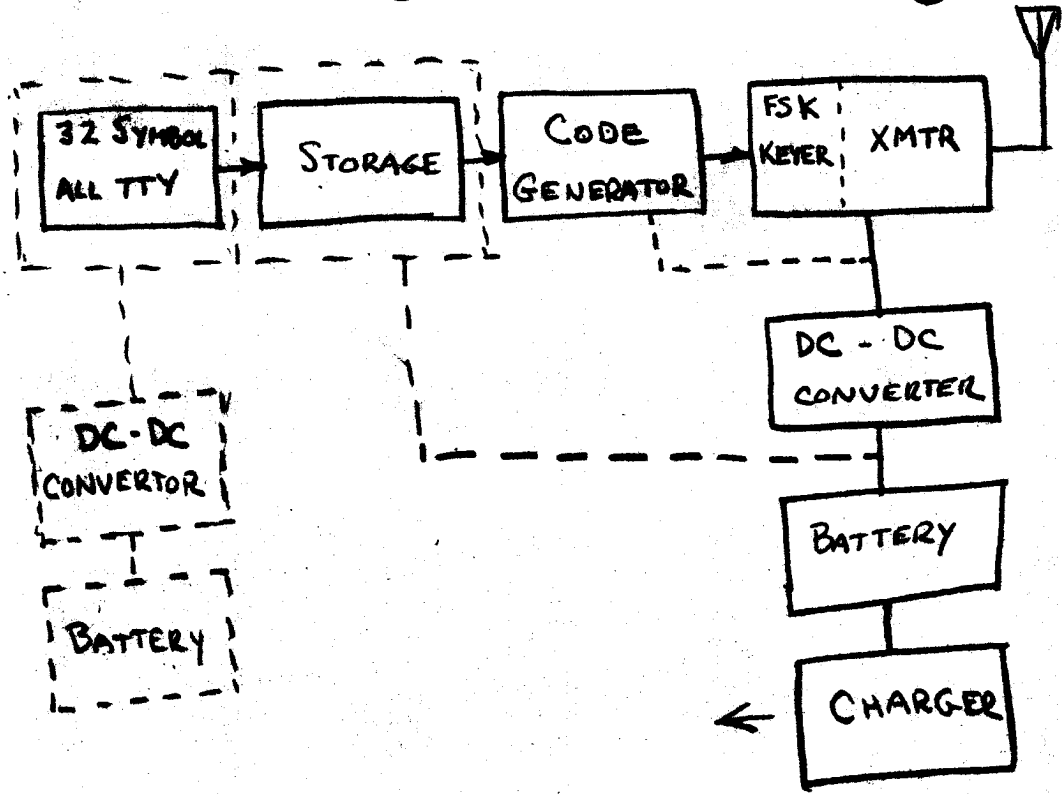 32 SYMBOL
ALL TTY
STORAGE
CODE
GENERATOR
FSK
KEYER
XMTR
DC - DC
CONVERTER
DC-DC
CONVERTOR
BATTERY
BATTERY
CHARGER